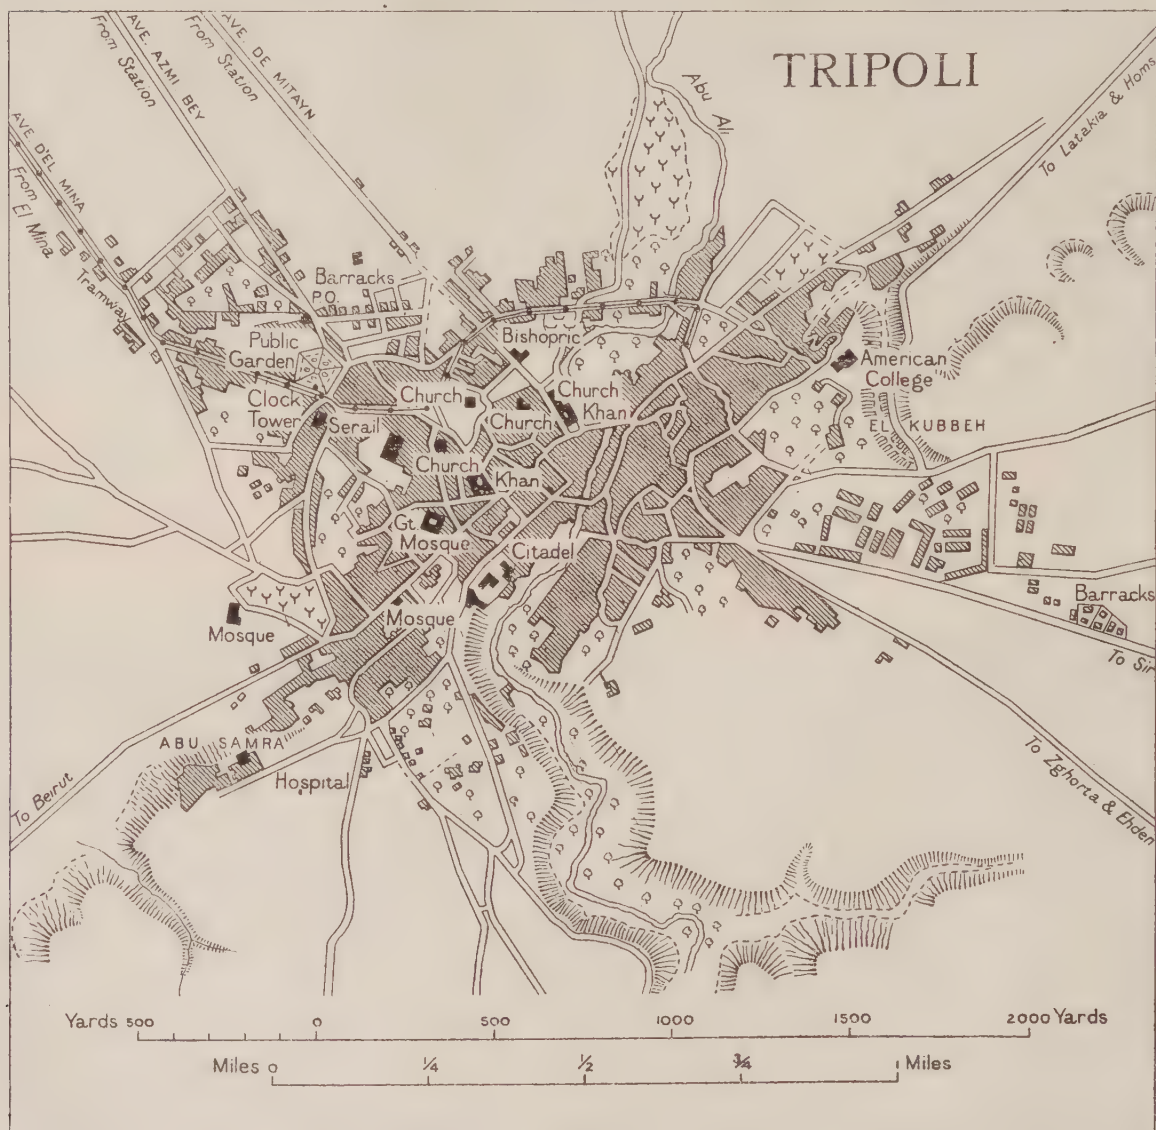 TRIPOLI
AVE. AZMI BEY
From Station
AVE. DE MITAYN
From Station
AVE. D'EL MINA
From El Mina
Tramway
Abu Ali
To Latakia & Homs
Barracks
P.O.
Public
Garden
Clock
Tower
Serail
Church
Bishopric
Church
Church
Khan
American
College
EL KUBBEH
Church
Khan
Gt.
Mosque
Citadel
Mosque
Mosque
Barracks
To Sir
To Zghorta & Ehden
ABU SAMRA
Hospital
To Beirut
Yards 500 0 500 1000 1500 2000 Yards
Miles 0 ¼ ½ ¾ 1 Miles